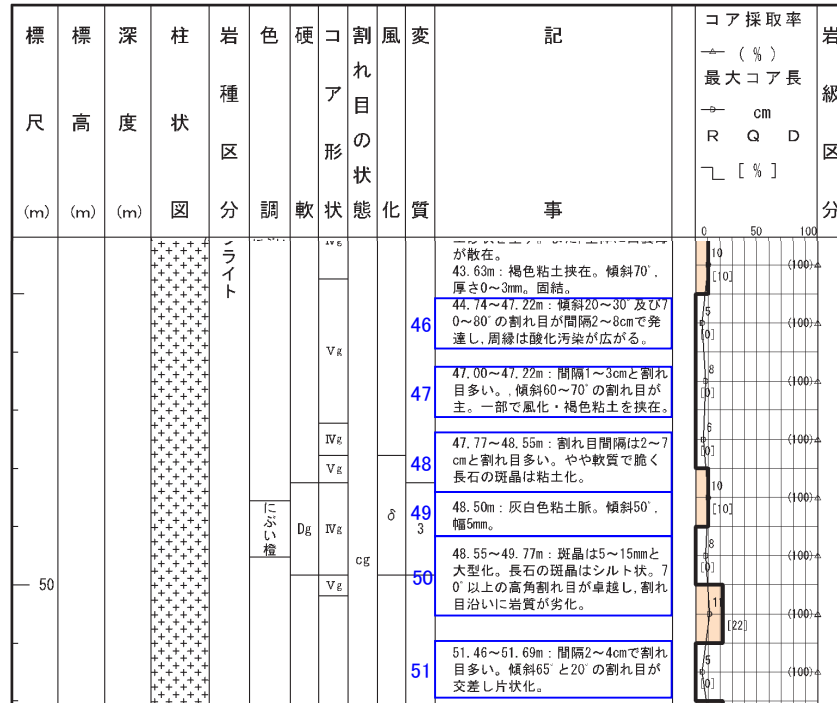 標尺(m)
標高(m)
深度(m)
柱状図
岩種区分
色調
硬軟
コア形状
割れ目の状態
風化
変質
記事
コア採取率
(%)
最大コア長
cm
RQD
[%]
岩級区分
0 50 100
ライト
Ⅳg
が散在。
43.63m：褐色粘土挟在。傾斜70ﾟ,
厚さ0～3mm。固結。
10
[10]
(100)
46
44.74～47.22m：傾斜20～30ﾟ及び7
0～80ﾟの割れ目が間隔2～8cmで発
達し,周縁は酸化汚染が広がる。
5
[0]
(100)
Ⅴg
47
47.00～47.22m：間隔1～3cmと割れ
目多い。,傾斜60～70ﾟの割れ目が
主。一部で風化・褐色粘土を挟在。
8
[0]
(100)
Ⅳg
Ⅴg
48
47.77～48.55m：割れ目間隔は2～7
cmと割れ目多い。やや軟質で脆く
長石の斑晶は粘土化。
6
[0]
(100)
にぶい橙
Dg
Ⅳg
cg
δ
3
49
48.50m：灰白色粘土脈。傾斜50ﾟ,
幅5mm。
10
[10]
(100)
50
Ⅴg
50
48.55～49.77m：斑晶は5～15mmと
大型化。長石の斑晶はシルト状。7
0ﾟ以上の高角割れ目が卓越し,割れ
目沿いに岩質が劣化。
8
[0]
(100)
11
[22]
(100)
51
51.46～51.69m：間隔2～4cmで割れ
目多い。傾斜65ﾟと20ﾟの割れ目が
交差し片状化。
5
[0]
(100)